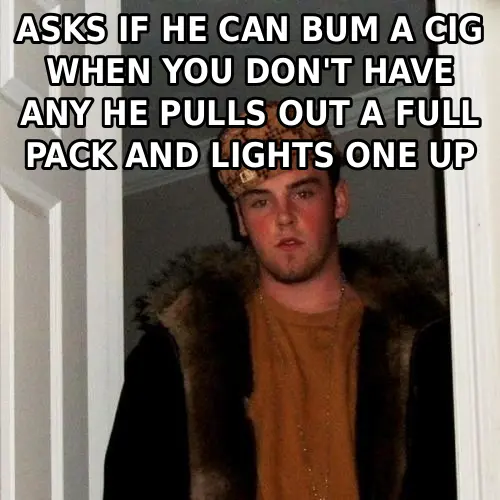 ASKS IF HE CAN BUM A CIG
WHEN YOU DON'T HAVE
ANY HE PULLS OUT A FULL
PACK AND LIGHTS ONE UP